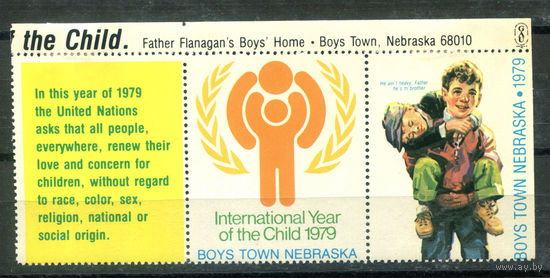 f the Child. Father Flanagan's Boys' Home • Boys Town, Nebraska 68010
In this year of 1979
the United Nations
asks that all people,
everywhere, renew their
love and concern for
children, without regard
to race, color, sex,
religion, national or
social origin.
International Year
of the Child 1979
BOYS TOWN NEBRASKA
He ain't heavy, Father
he's m' brother
BOYS TOWN NEBRASKA • 1979
www.ay.by